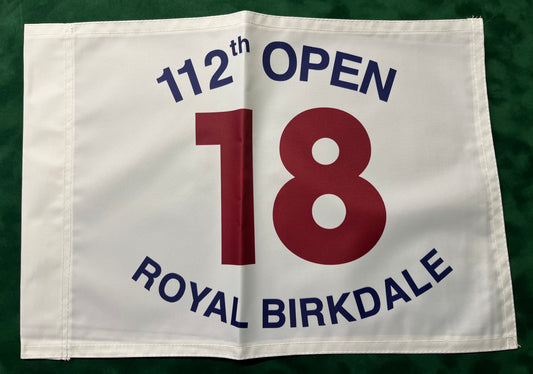 112th OPEN
18
ROYAL BIRKDALE